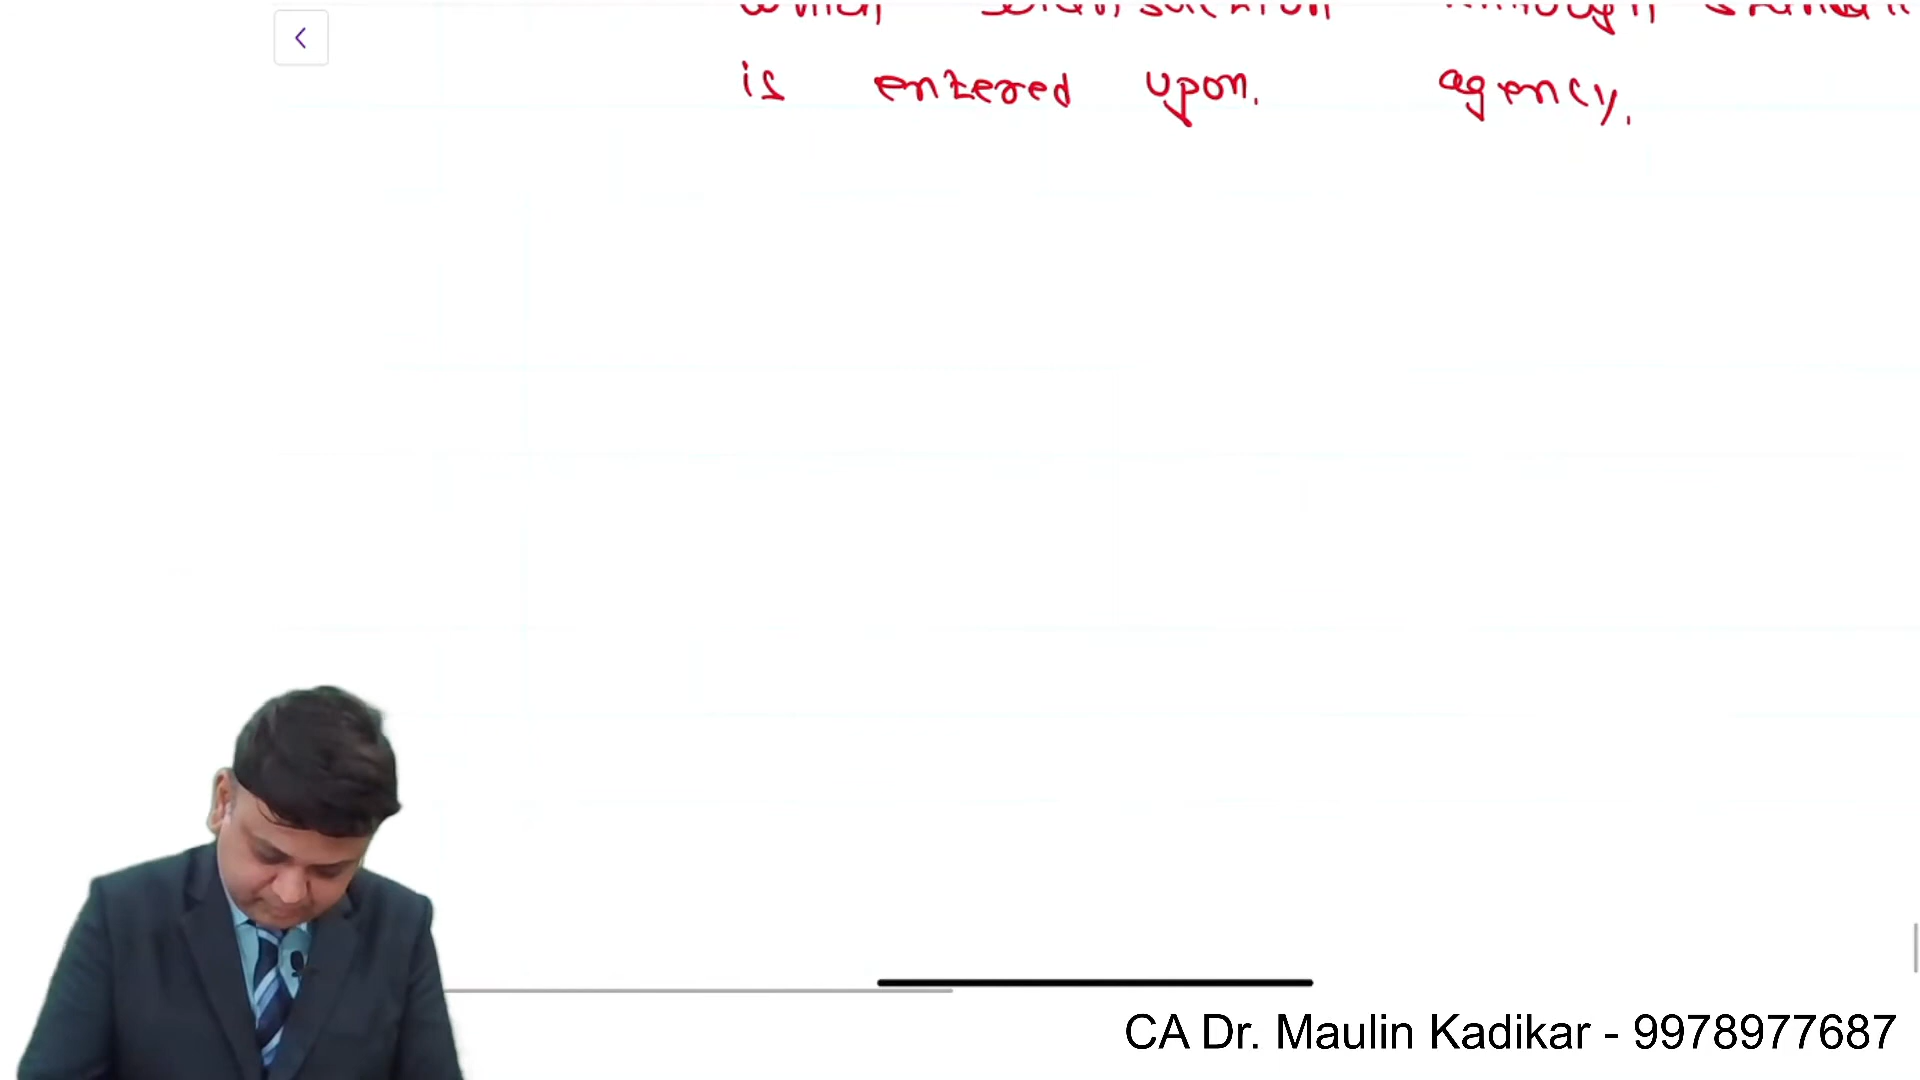 is entered upon. agency.
CA Dr. Maulin Kadikar - 9978977687